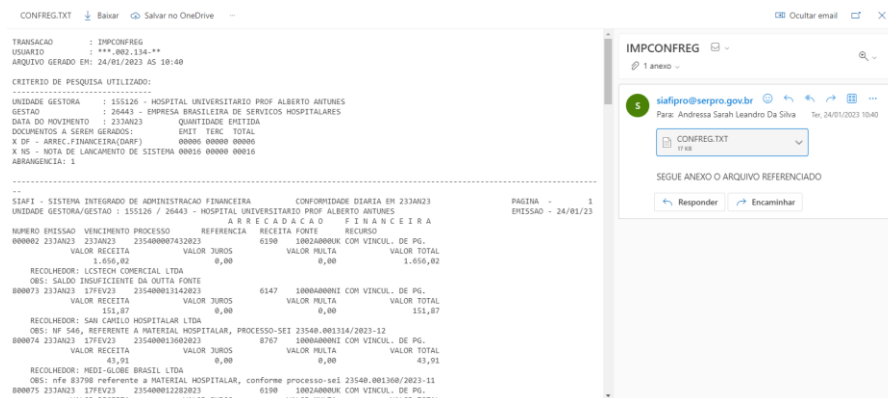 CONFREG.TXT Baixar Salvar no OneDrive ... Ocultar email
TRANSACAO : IMPCONFREG
USUARIO : ***.002.134-**
ARQUIVO GERADO EM: 24/01/2023 AS 10:40
CRITERIO DE PESQUISA UTILIZADO:
-------------------------------
UNIDADE GESTORA : 155126 - HOSPITAL UNIVERSITARIO PROF ALBERTO ANTUNES
GESTAO : 26443 - EMPRESA BRASILEIRA DE SERVICOS HOSPITALARES
DATA DO MOVIMENTO : 23JAN23 QUANTIDADE EMITIDA
DOCUMENTOS A SEREM GERADOS: EMIT TERC TOTAL
X DF - ARREC.FINANCEIRA(DARF) 00006 00000 00006
X NS - NOTA DE LANCAMENTO DE SISTEMA 00016 00000 00016
ABRANGENCIA: 1
--
SIAFI - SISTEMA INTEGRADO DE ADMINISTRACAO FINANCEIRA CONFORMIDADE DIARIA EM 23JAN23 PAGINA - 1
UNIDADE GESTORA/GESTAO : 155126 / 26443 - HOSPITAL UNIVERSITARIO PROF ALBERTO ANTUNES EMISSAO - 24/01/23
A R R E C A D A C A O F I N A N C E I R A
NUMERO EMISSAO VENCIMENTO PROCESSO REFERENCIA RECEITA FONTE RECURSO
000002 23JAN23 23JAN23 235400007432023 6190 1002A000UK COM VINCUL. DE PG.
VALOR RECEITA VALOR JUROS VALOR MULTA VALOR TOTAL
1.656,02 0,00 0,00 1.656,02
RECOLHEDOR: LCSTECH COMERCIAL LTDA
OBS: SALDO INSUFICIENTE DA OUTTA FONTE
800073 23JAN23 17FEV23 235400013142023 6147 1000A000NI COM VINCUL. DE PG.
VALOR RECEITA VALOR JUROS VALOR MULTA VALOR TOTAL
151,87 0,00 0,00 151,87
RECOLHEDOR: SAN CAMILO HOSPITALAR LTDA
OBS: NF 546, REFERENTE A MATERIAL HOSPITALAR, PROCESSO-SEI 23540.001314/2023-12
800074 23JAN23 17FEV23 235400013602023 8767 1000A000NI COM VINCUL. DE PG.
VALOR RECEITA VALOR JUROS VALOR MULTA VALOR TOTAL
43,91 0,00 0,00 43,91
RECOLHEDOR: MEDI-GLOBE BRASIL LTDA
OBS: nfe 83798 referente a MATERIAL HOSPITALAR, conforme processo-sei 23540.001360/2023-11
800075 23JAN23 17FEV23 235400012282023 6190 1002A000UK COM VINCUL. DE PG.
IMPCONFREG
1 anexo
S
siafipro@serpro.gov.br
Para: Andressa Sarah Leandro Da Silva Ter, 24/01/2023 10:40
CONFREG.TXT
17 KB
SEGUE ANEXO O ARQUIVO REFERENCIADO
Responder Encaminhar